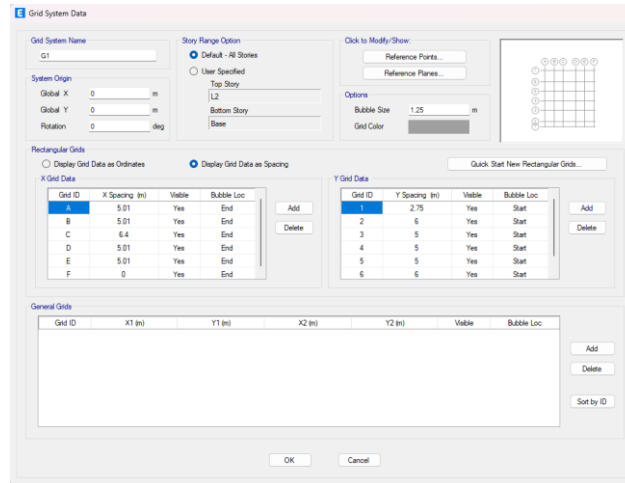 E Grid System Data
Grid System Name
G1
System Origin
Global X 0 m
Global Y 0 m
Rotation 0 deg
Story Range Option
Default - All Stories
User Specified
Top Story
L2
Bottom Story
Base
Click to Modify/Show:
Reference Points...
Reference Planes...
Options
Bubble Size 1.25 m
Grid Color
Rectangular Grids
Display Grid Data as Ordinates Display Grid Data as Spacing Quick Start New Rectangular Grids...
X Grid Data
Grid ID X Spacing (m) Visible Bubble Loc
A 5.01 Yes End
B 5.01 Yes End
C 6.4 Yes End
D 5.01 Yes End
E 5.01 Yes End
F 0 Yes End
Add
Delete
Y Grid Data
Grid ID Y Spacing (m) Visible Bubble Loc
1 2.75 Yes Start
2 6 Yes Start
3 5 Yes Start
4 5 Yes Start
5 5 Yes Start
6 6 Yes Start
Add
Delete
General Grids
Grid ID X1 (m) Y1 (m) X2 (m) Y2 (m) Visible Bubble Loc
Add
Delete
Sort by ID
OK Cancel